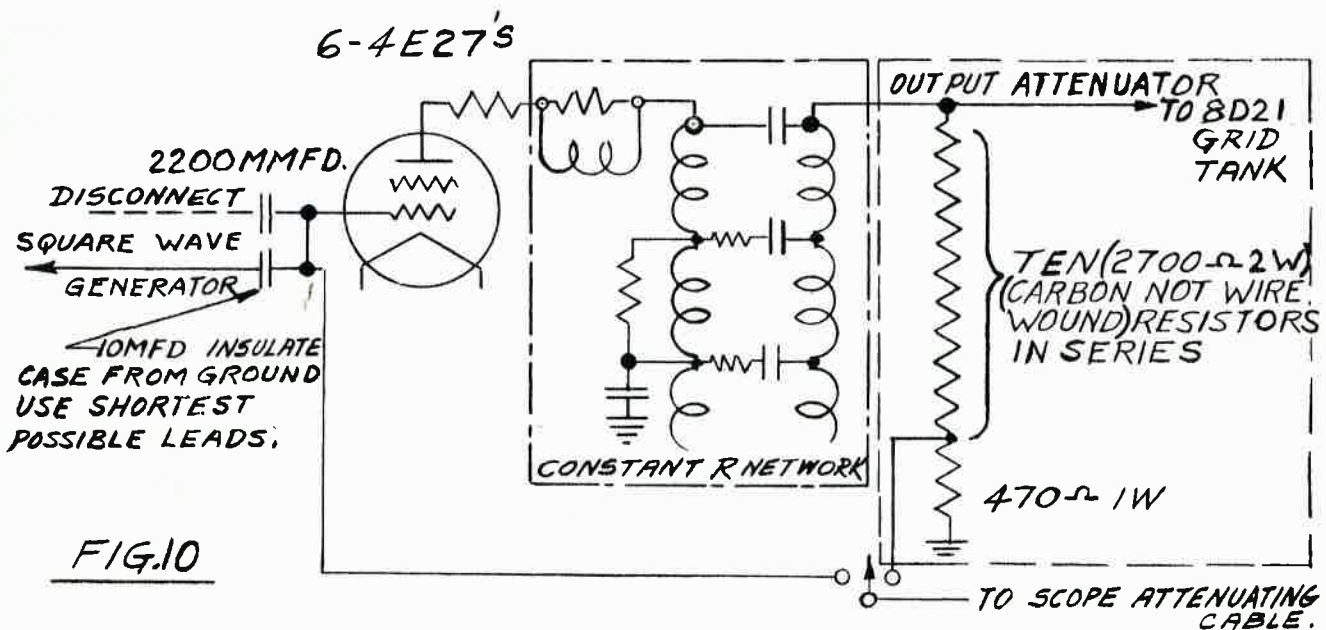 6-4E27'S
2200MMFD.
DISCONNECT
SQUARE WAVE
GENERATOR
10MFD INSULATE
CASE FROM GROUND
USE SHORTEST
POSSIBLE LEADS.
CONSTANT R NETWORK
OUTPUT ATTENUATOR
TO 8D21
GRID
TANK
TEN(2700Ω 2W)
(CARBON NOT WIRE
WOUND)RESISTORS
IN SERIES
470Ω 1W
TO SCOPE ATTENUATING
CABLE.
FIG.10